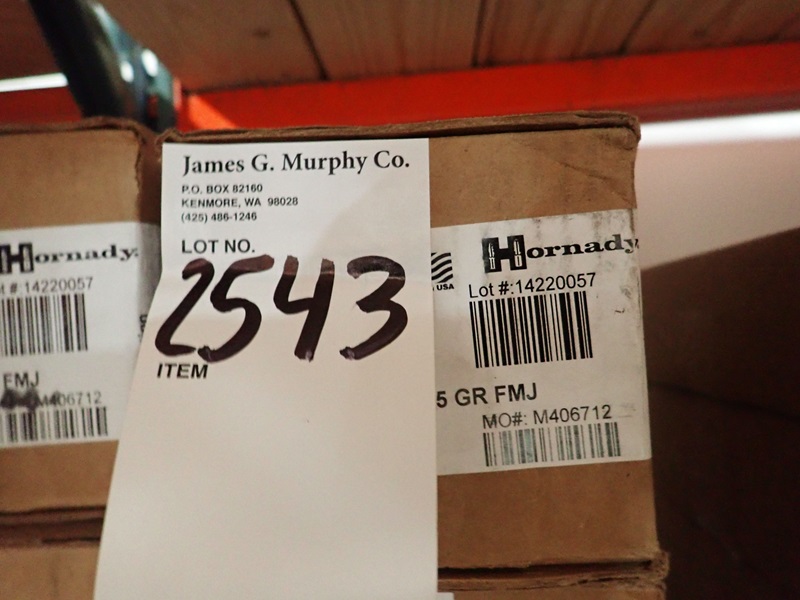 James G. Murphy Co.
P.O. BOX 82160
KENMORE, WA 98028
(425) 486-1246
LOT NO.
2543
ITEM
Hornady
USA
Lot #:14220057
5 GR FMJ
MO#: M406712
Hornady
#:14220057
FMJ
M406712